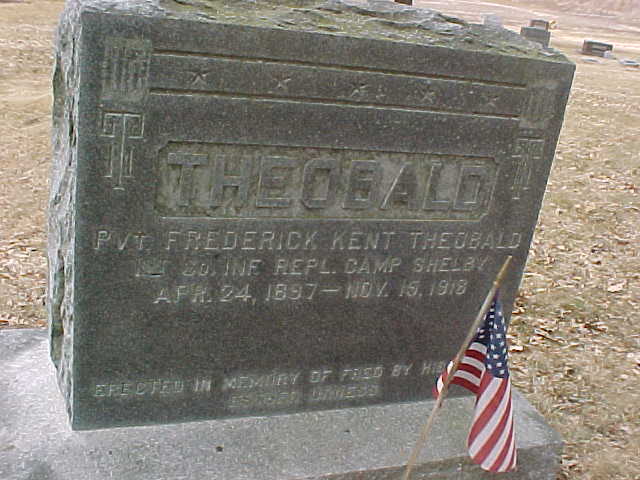 T T
THEOBALD
PVT. FREDERICK KENT THEOBALD
CO. INF. REPL. CAMP SHELBY
APR. 24, 1897 — NOV. 15, 1918
ERECTED IN MEMORY OF FRED BY HIS